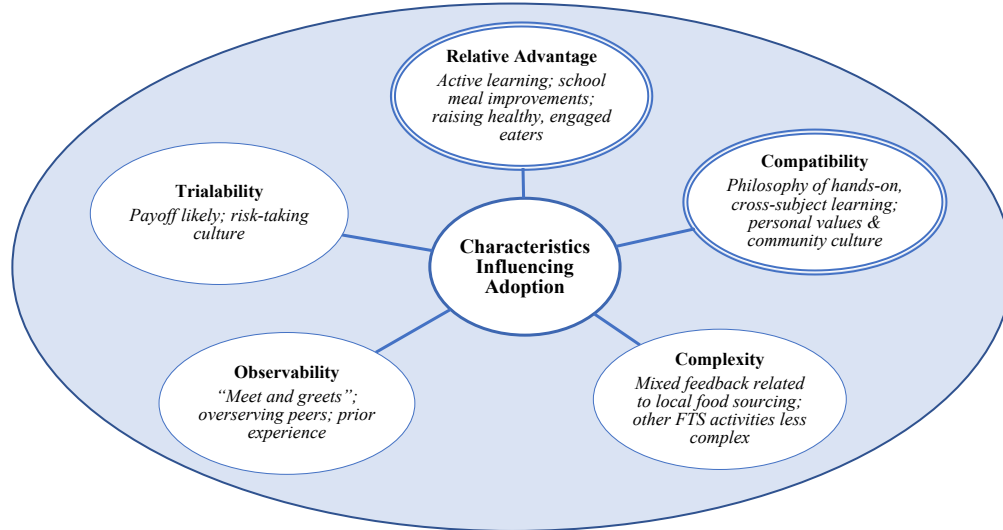 Relative Advantage
Active learning; school
meal improvements;
raising healthy, engaged
eaters
Compatibility
Philosophy of hands-on,
cross-subject learning;
personal values &
community culture
Trialability
Payoff likely; risk-taking
culture
Characteristics
Influencing
Adoption
Observability
“Meet and greets”;
overserving peers; prior
experience
Complexity
Mixed feedback related
to local food sourcing;
other FTS activities less
complex